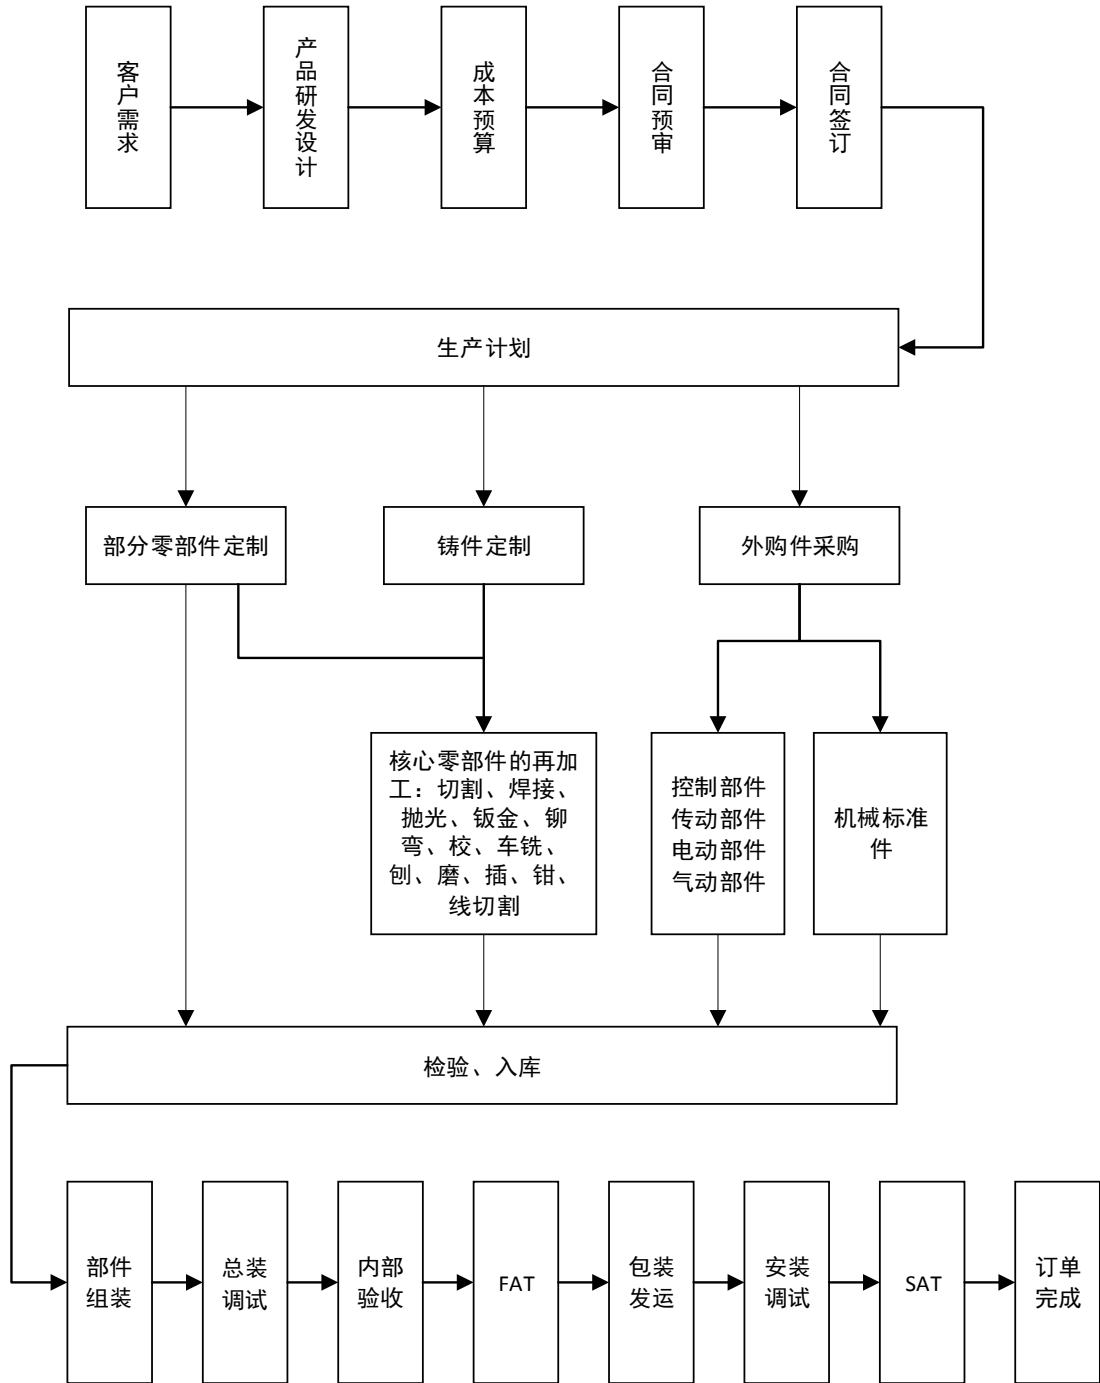 客户需求
产品研发设计
成本预算
合同预审
合同签订
生产计划
部分零部件定制
铸件定制
外购件采购
核心零部件的再加
工：切割、焊接、
抛光、钣金、铆
弯、校、车铣、
刨、磨、插、钳、
线切割
控制部件
传动部件
电动部件
气动部件
机械标准
件
检验、入库
部件
组装
总装
调试
内部
验收
FAT
包装
发运
安装
调试
SAT
订单
完成